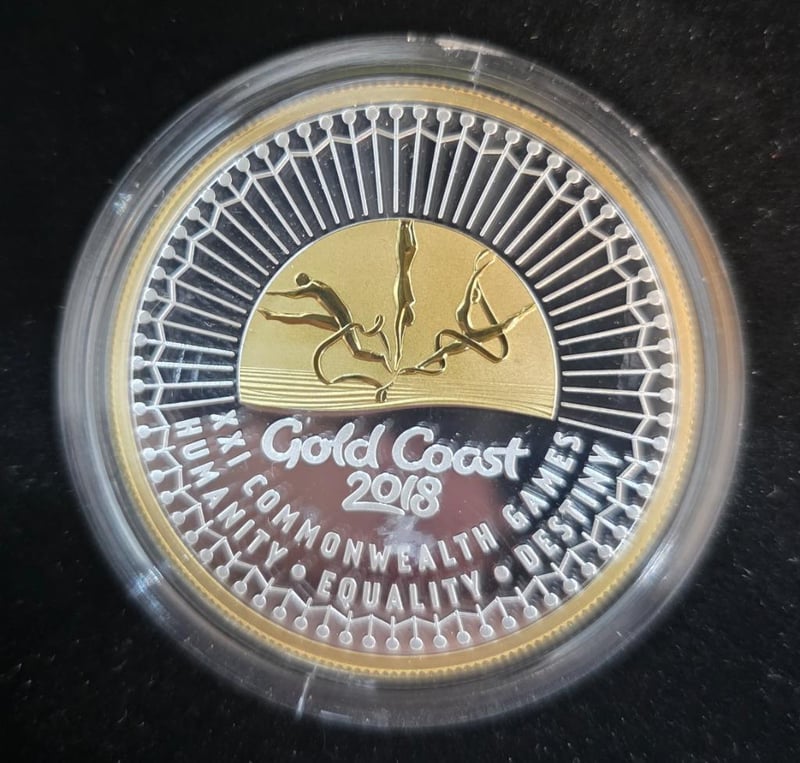 Gold Coast
2018
XXI COMMONWEALTH GAMES
HUMANITY • EQUALITY • DESTINY